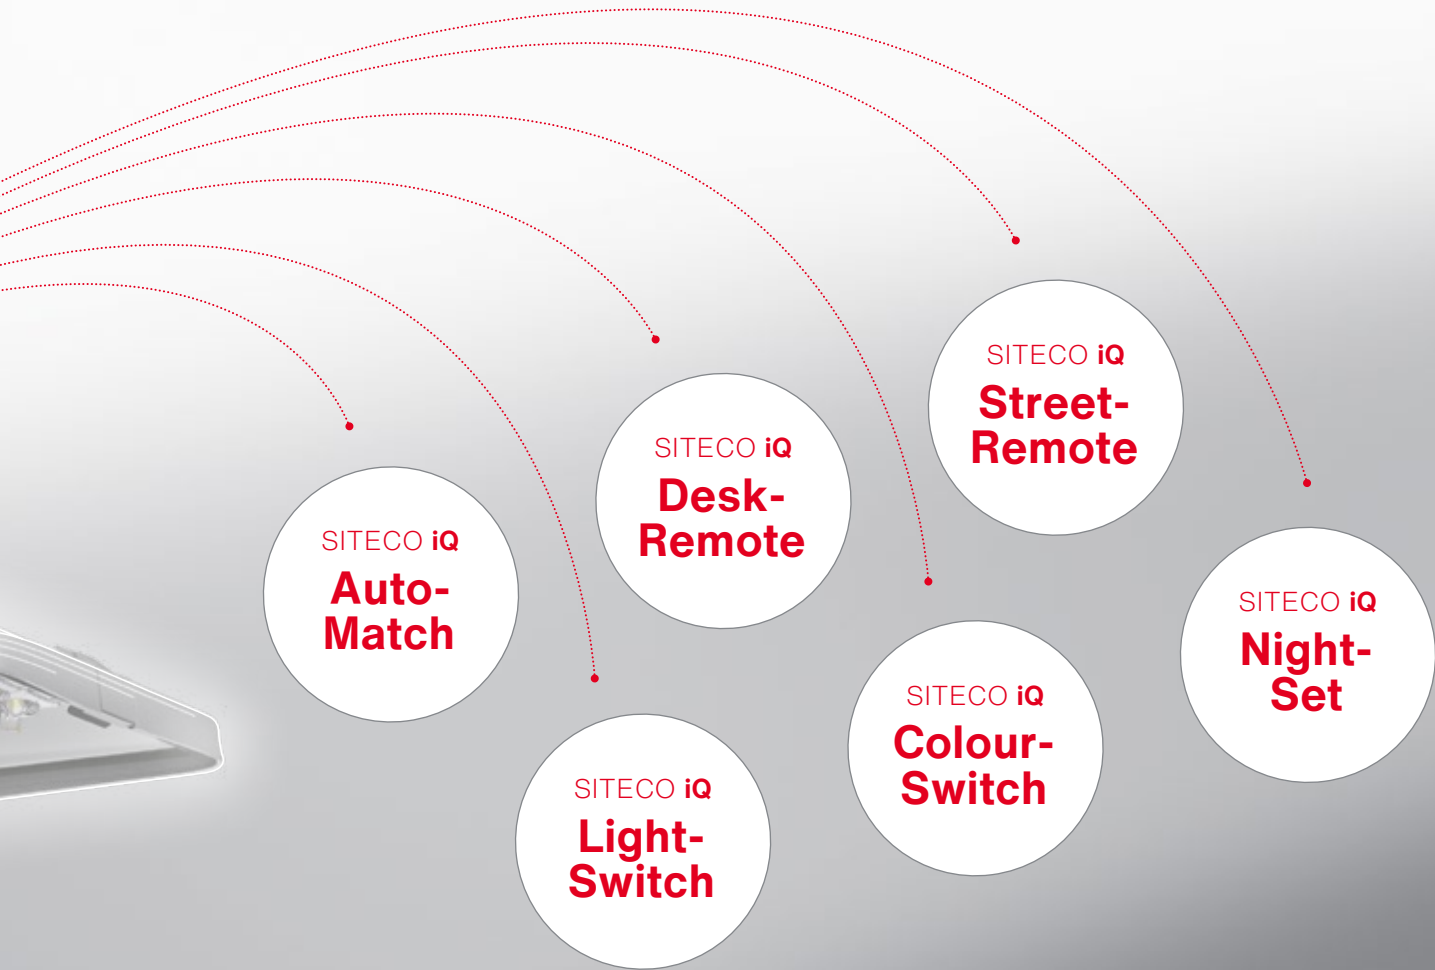 SITECO iQ
Auto-
Match
SITECO iQ
Light-
Switch
SITECO iQ
Desk-
Remote
SITECO iQ
Colour-
Switch
SITECO iQ
Street-
Remote
SITECO iQ
Night-
Set